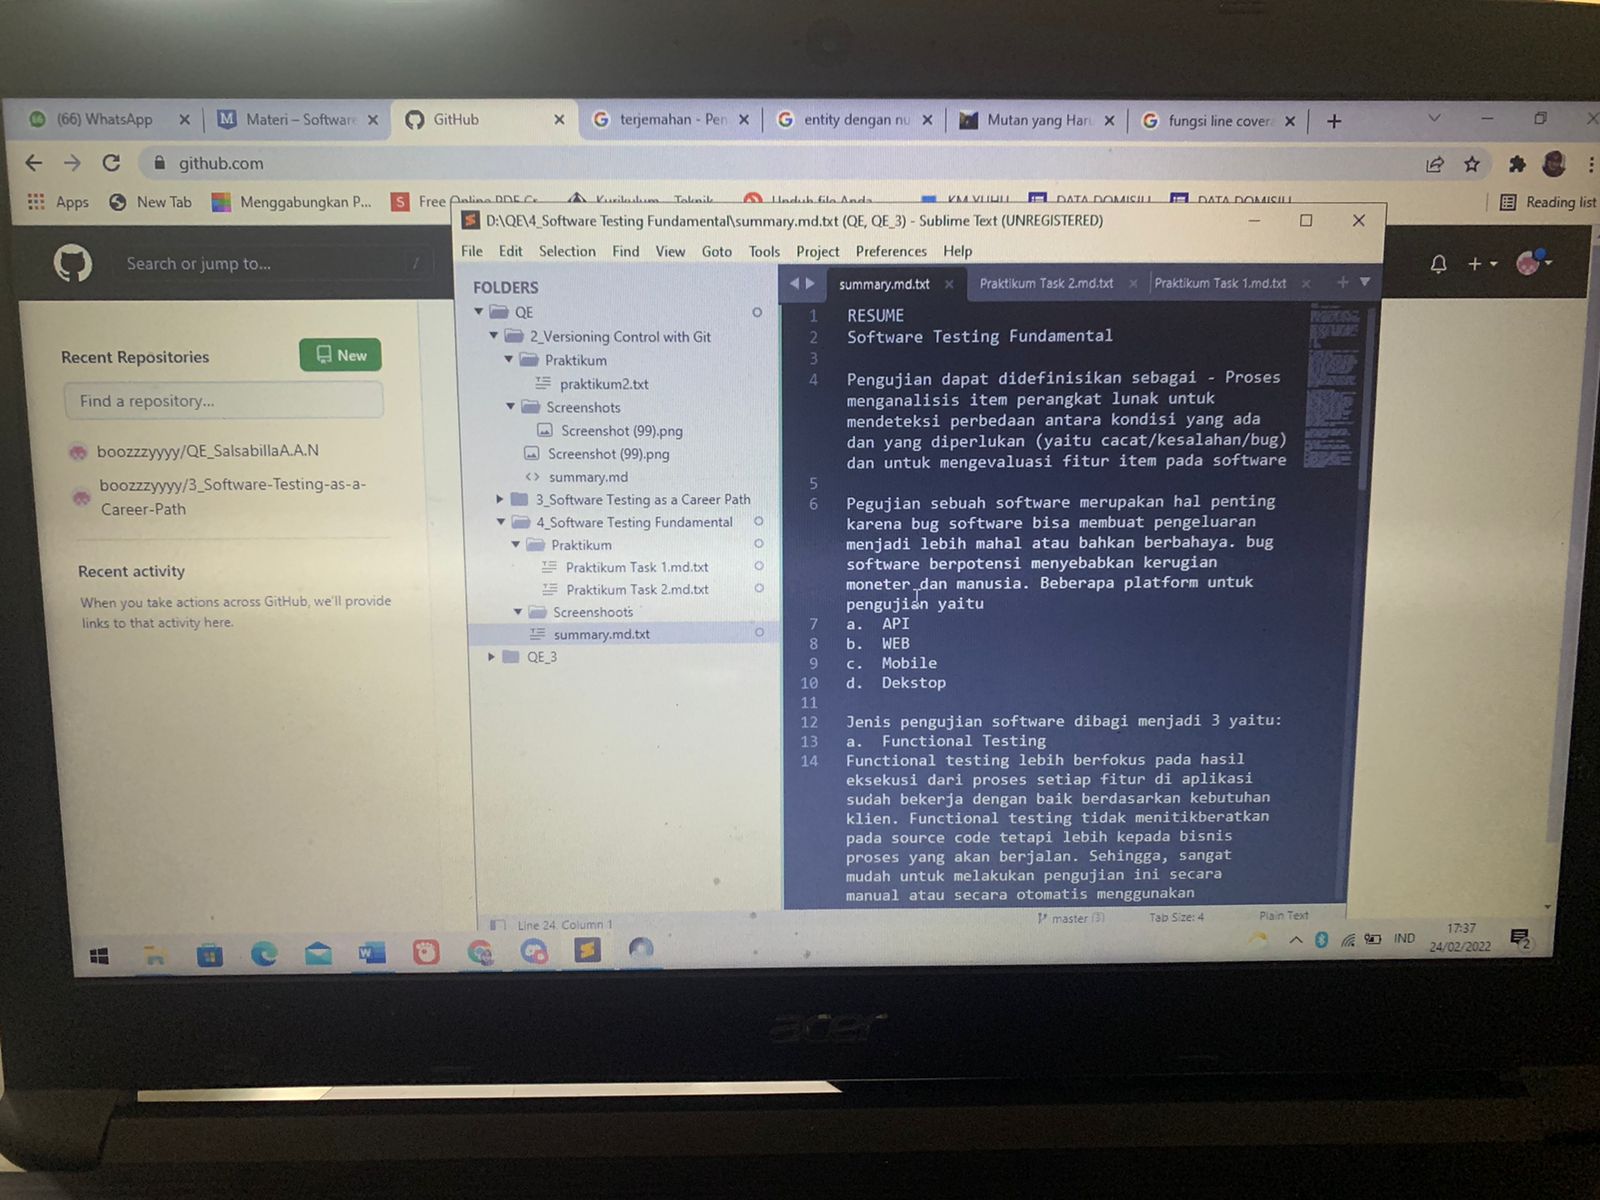 (66) WhatsApp
Materi – Software
GitHub
terjemahan - Pen
entity dengan nu
Mutan yang Haru
fungsi line covera
github.com
Apps
New Tab
Menggabungkan P...
Free Online PDF Cr
Kurikulum
Teknik
Unduh file Anda
KM YUHU
DATA DOMISILI
DATA DOMISILI
Reading list
D:\QE\4_Software Testing Fundamental\summary.md.txt (QE, QE_3) - Sublime Text (UNREGISTERED)
File Edit Selection Find View Goto Tools Project Preferences Help
Search or jump to...
/
Recent Repositories
New
Find a repository...
boozzzyyyy/QE_SalsabillaA.A.N
boozzzyyyy/3_Software-Testing-as-a-
Career-Path
Recent activity
When you take actions across GitHub, we'll provide
links to that activity here.
FOLDERS
QE
2_Versioning Control with Git
Praktikum
praktikum2.txt
Screenshots
Screenshot (99).png
Screenshot (99).png
summary.md
3_Software Testing as a Career Path
4_Software Testing Fundamental
Praktikum
Praktikum Task 1.md.txt
Praktikum Task 2.md.txt
Screenshoots
summary.md.txt
QE_3
summary.md.txt
Praktikum Task 2.md.txt
Praktikum Task 1.md.txt
1 RESUME
2 Software Testing Fundamental
3
4 Pengujian dapat didefinisikan sebagai - Proses
menganalisis item perangkat lunak untuk
mendeteksi perbedaan antara kondisi yang ada
dan yang diperlukan (yaitu cacat/kesalahan/bug)
dan untuk mengevaluasi fitur item pada software
5
6 Pegujian sebuah software merupakan hal penting
karena bug software bisa membuat pengeluaran
menjadi lebih mahal atau bahkan berbahaya. bug
software berpotensi menyebabkan kerugian
moneter dan manusia. Beberapa platform untuk
pengujian yaitu
7 a. API
8 b. WEB
9 c. Mobile
10 d. Dekstop
11
12 Jenis pengujian software dibagi menjadi 3 yaitu:
13 a. Functional Testing
14 Functional testing lebih berfokus pada hasil
eksekusi dari proses setiap fitur di aplikasi
sudah bekerja dengan baik berdasarkan kebutuhan
klien. Functional testing tidak menitikberatkan
pada source code tetapi lebih kepada bisnis
proses yang akan berjalan. Sehingga, sangat
mudah untuk melakukan pengujian ini secara
manual atau secara otomatis menggunakan
Line 24, Column 1
master (3)
Tab Size: 4
Plain Text
IND
17:37
24/02/2022
2
acer